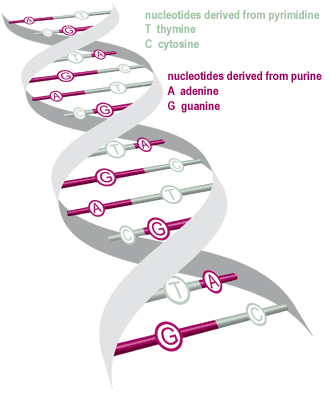 nucleotides derived from pyrimidine
T thymine
C cytosine
nucleotides derived from purine
A adenine
G guanine
A T
C G
T A
G C
A T
C G
T A
G C
A T
C G
T A
G C